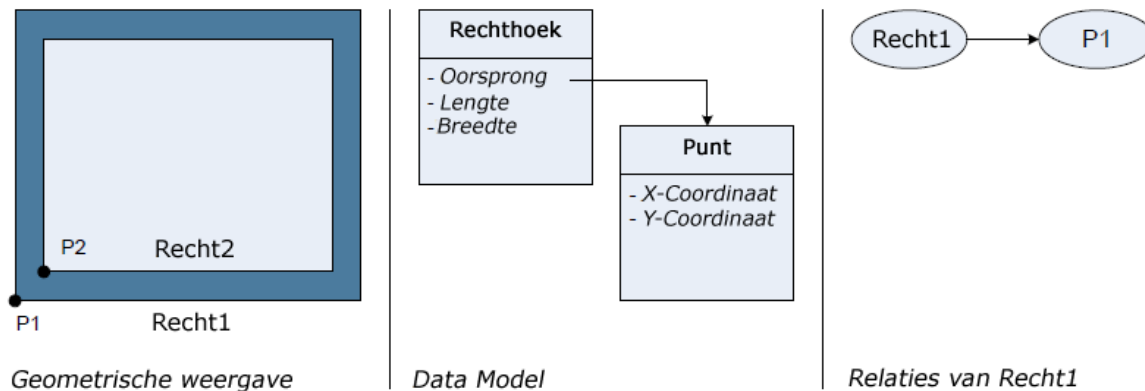 P2
Recht2
P1
Recht1
Geometrische weergave
Rechthoek
- Oorsprong
- Lengte
-Breedte
Punt
- X-Coordinaat
- Y-Coordinaat
Data Model
Recht1
P1
Relaties van Recht1